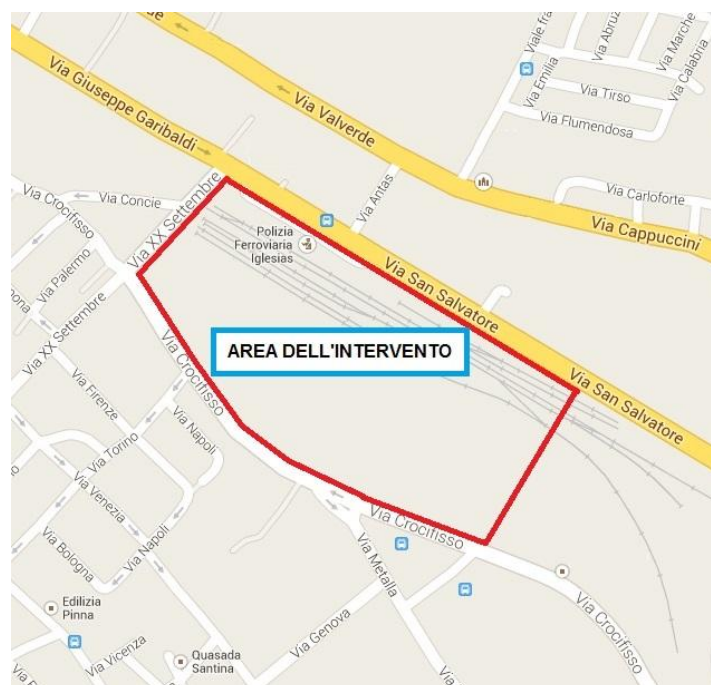 Via Giuseppe Garibaldi
Via Valverde
Viale fra
Via Abruz
Via Marche
Via Emilia
Via Calabria
Via Tirso
Via Flumendosa
Via Crocifisso
Via Concie
Via XX Settembre
Via Antas
Via Carloforte
Via Cappuccini
Polizia
Ferroviaria
Iglesias
Via Palermo
Via San Salvatore
AREA DELL'INTERVENTO
Via XX Settembre
Via Crocifisso
Via Firenze
Via San Salvatore
Via Napoli
Via Torino
Via Venezia
Via Napoli
Via Crocifisso
Via Bologna
Via Metalla
Via Crocifisso
Edilizia
Pinna
Via Genova
Via Vicenza
Quasada
Santina